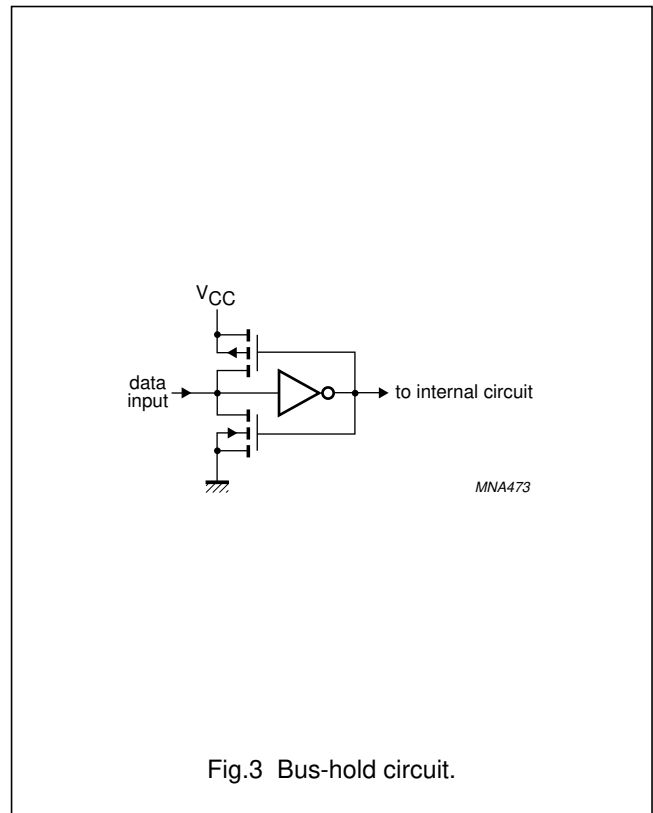 VCC
data
input
to internal circuit
MNA473
Fig.3 Bus-hold circuit.